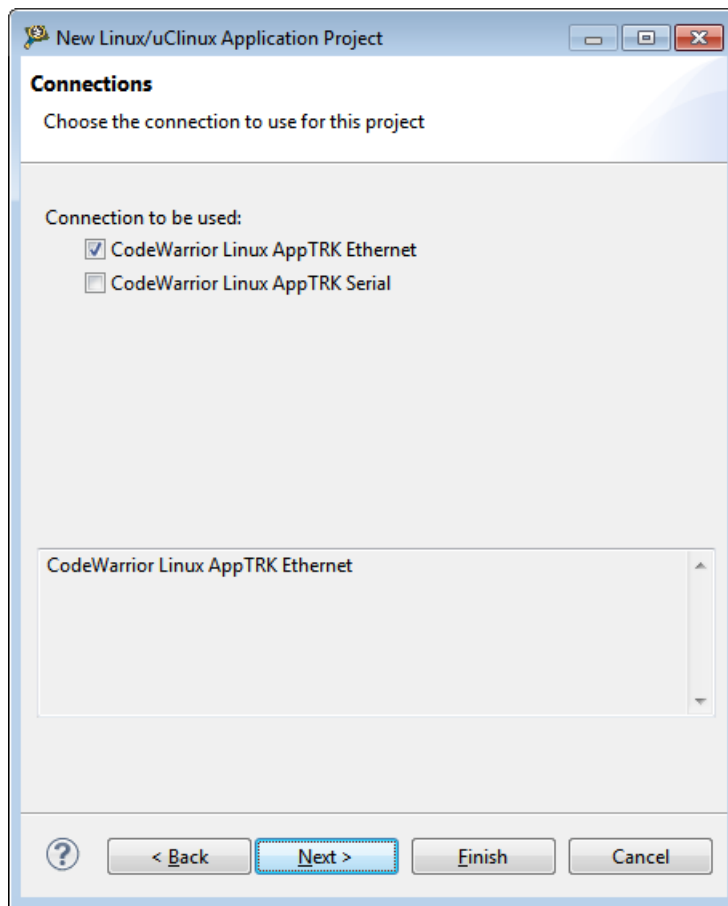 New Linux/uClinux Application Project
Connections
Choose the connection to use for this project
Connection to be used:
CodeWarrior Linux AppTRK Ethernet
CodeWarrior Linux AppTRK Serial
CodeWarrior Linux AppTRK Ethernet
? < Back Next > Finish Cancel